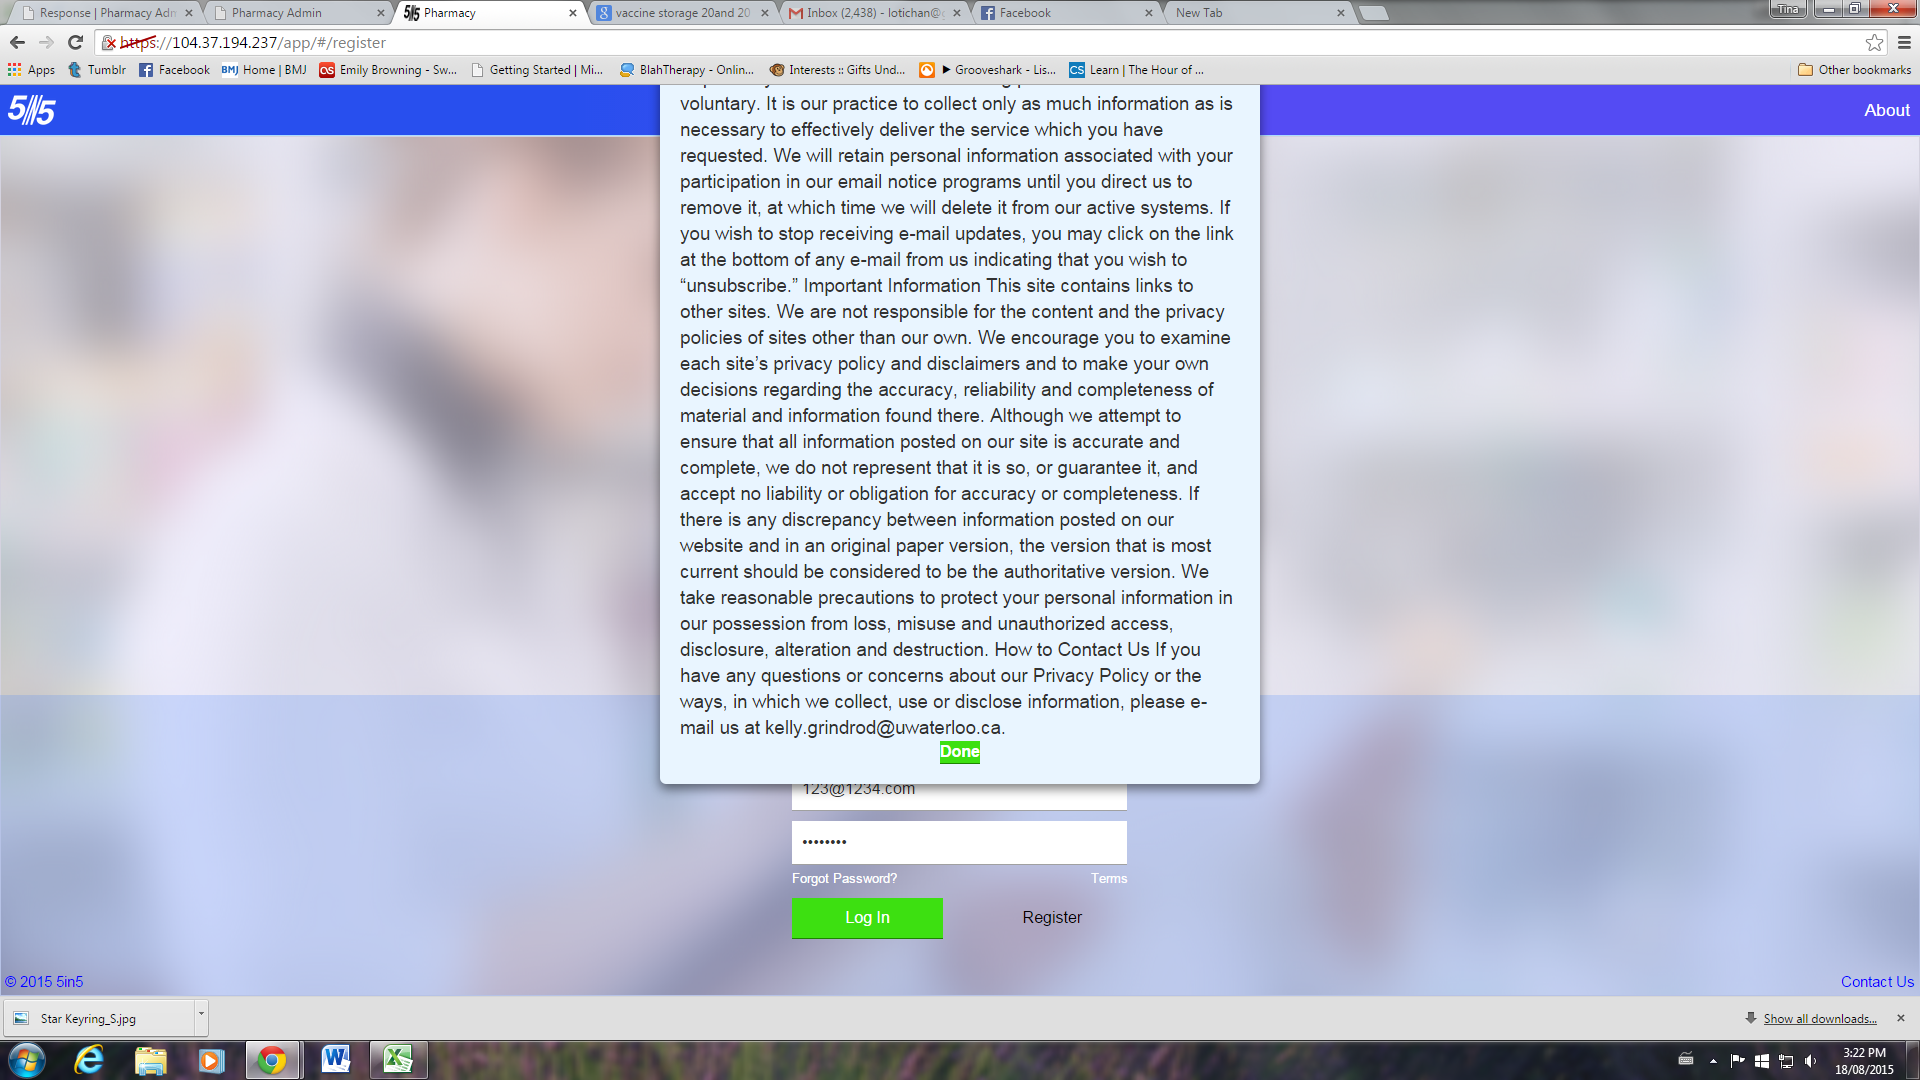 Response | Pharmacy Adm
Pharmacy Admin
5/5 Pharmacy
vaccine storage 20and 20
Inbox (2,438) - lotichan@g
Facebook
New Tab
Tina
https://104.37.194.237/app/#/register
Apps
Tumblr
Facebook
BMJ Home | BMJ
Emily Browning - Sw...
Getting Started | Mi...
BlahTherapy - Onlin...
Interests :: Gifts Und...
Grooveshark - Lis...
CS Learn | The Hour of ...
Other bookmarks
5///5
About
voluntary. It is our practice to collect only as much information as is
necessary to effectively deliver the service which you have
requested. We will retain personal information associated with your
participation in our email notice programs until you direct us to
remove it, at which time we will delete it from our active systems. If
you wish to stop receiving e-mail updates, you may click on the link
at the bottom of any e-mail from us indicating that you wish to
“unsubscribe.” Important Information This site contains links to
other sites. We are not responsible for the content and the privacy
policies of sites other than our own. We encourage you to examine
each site’s privacy policy and disclaimers and to make your own
decisions regarding the accuracy, reliability and completeness of
material and information found there. Although we attempt to
ensure that all information posted on our site is accurate and
complete, we do not represent that it is so, or guarantee it, and
accept no liability or obligation for accuracy or completeness. If
there is any discrepancy between information posted on our
website and in an original paper version, the version that is most
current should be considered to be the authoritative version. We
take reasonable precautions to protect your personal information in
our possession from loss, misuse and unauthorized access,
disclosure, alteration and destruction. How to Contact Us If you
have any questions or concerns about our Privacy Policy or the
ways, in which we collect, use or disclose information, please e-
mail us at kelly.grindrod@uwaterloo.ca.
Done
123@1234.com
••••••••
Forgot Password?
Terms
Log In
Register
© 2015 5in5
Contact Us
Star Keyring_S.jpg
Show all downloads...
3:22 PM
18/08/2015